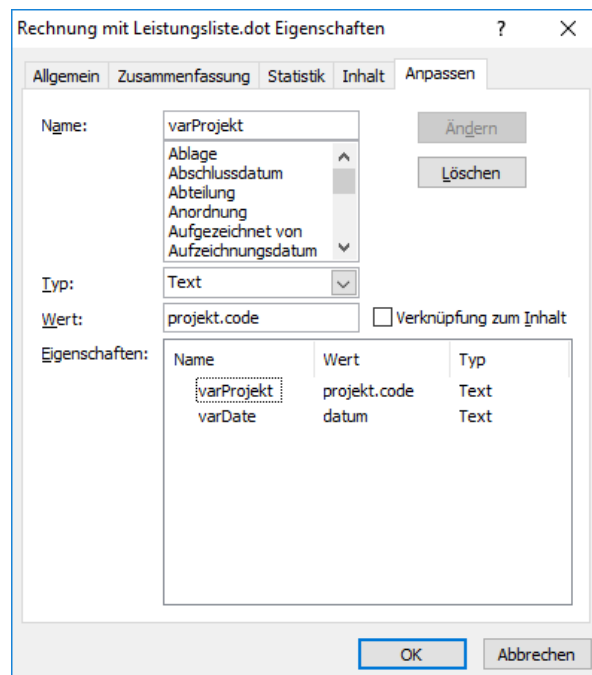 Rechnung mit Leistungsliste.dot Eigenschaften ?
Allgemein Zusammenfassung Statistik Inhalt Anpassen
Name: varProjekt Ändern
Ablage
Abschlussdatum Löschen
Abteilung
Anordnung
Aufgezeichnet von
Aufzeichnungsdatum
Typ: Text
Wert: projekt.code Verknüpfung zum Inhalt
Eigenschaften: Name Wert Typ
varProjekt projekt.code Text
varDate datum Text
OK Abbrechen